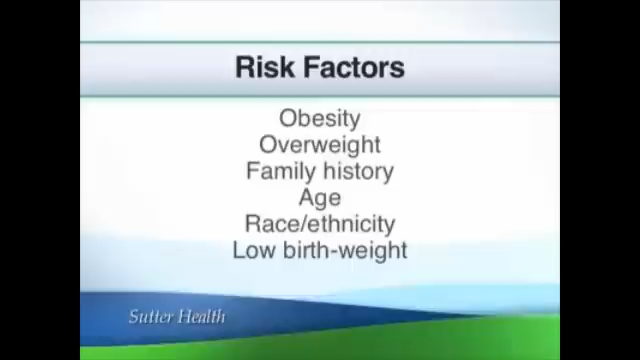 Risk Factors
Obesity
Overweight
Family history
Age
Race/ethnicity
Low birth-weight
Sutter Health